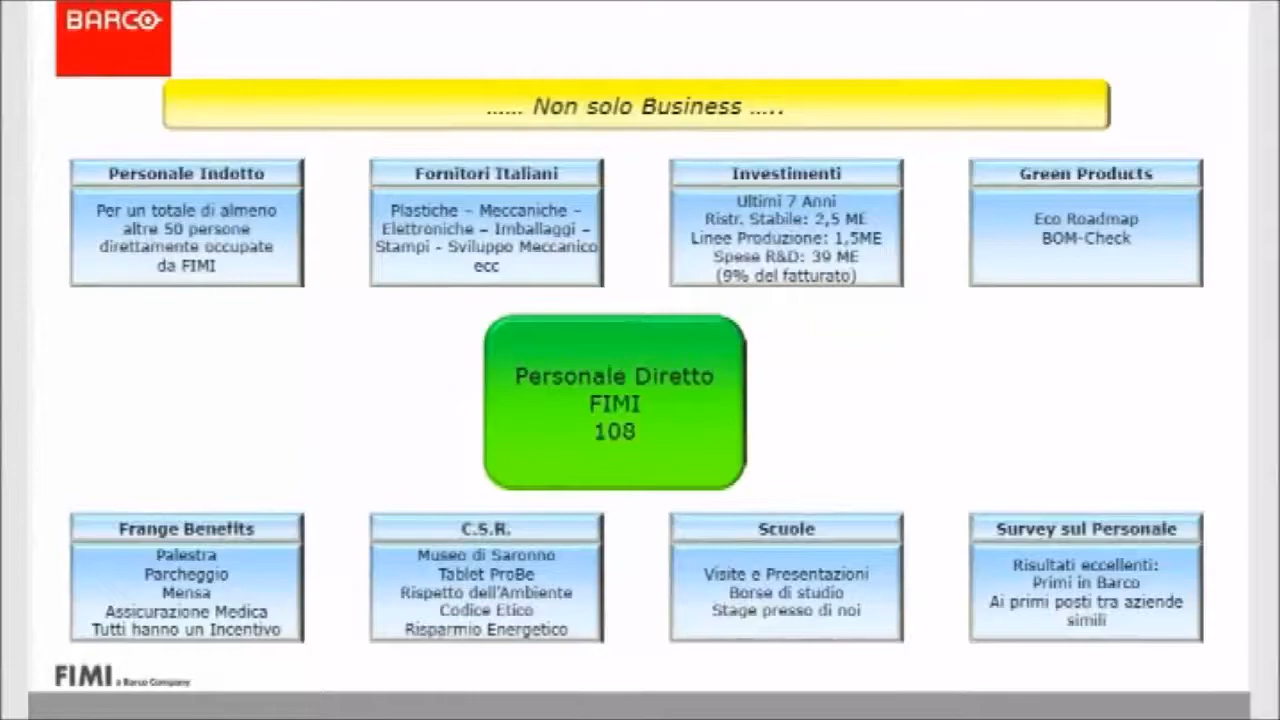 BARCO
...... Non solo Business .....
Personale Indotto
Per un totale di almeno
altre 50 persone
direttamente occupate
da FIMI
Fornitori Italiani
Plastiche – Meccaniche –
Elettroniche – Imballaggi –
Stampi - Sviluppo Meccanico
ecc
Investimenti
Ultimi 7 Anni
Ristr. Stabile: 2,5 ME
Linee Produzione: 1,5ME
Spese R&D: 39 ME
(9% del fatturato)
Green Products
Eco Roadmap
BOM-Check
Personale Diretto
FIMI
108
Frange Benefits
Palestra
Parcheggio
Mensa
Assicurazione Medica
Tutti hanno un Incentivo
C.S.R.
Museo di Saronno
Tablet ProBe
Rispetto dell'Ambiente
Codice Etico
Risparmio Energetico
Scuole
Visite e Presentazioni
Borse di studio
Stage presso di noi
Survey sul Personale
Risultati eccellenti:
Primi in Barco
Ai primi posti tra aziende
simili
FIMI a Barco Company